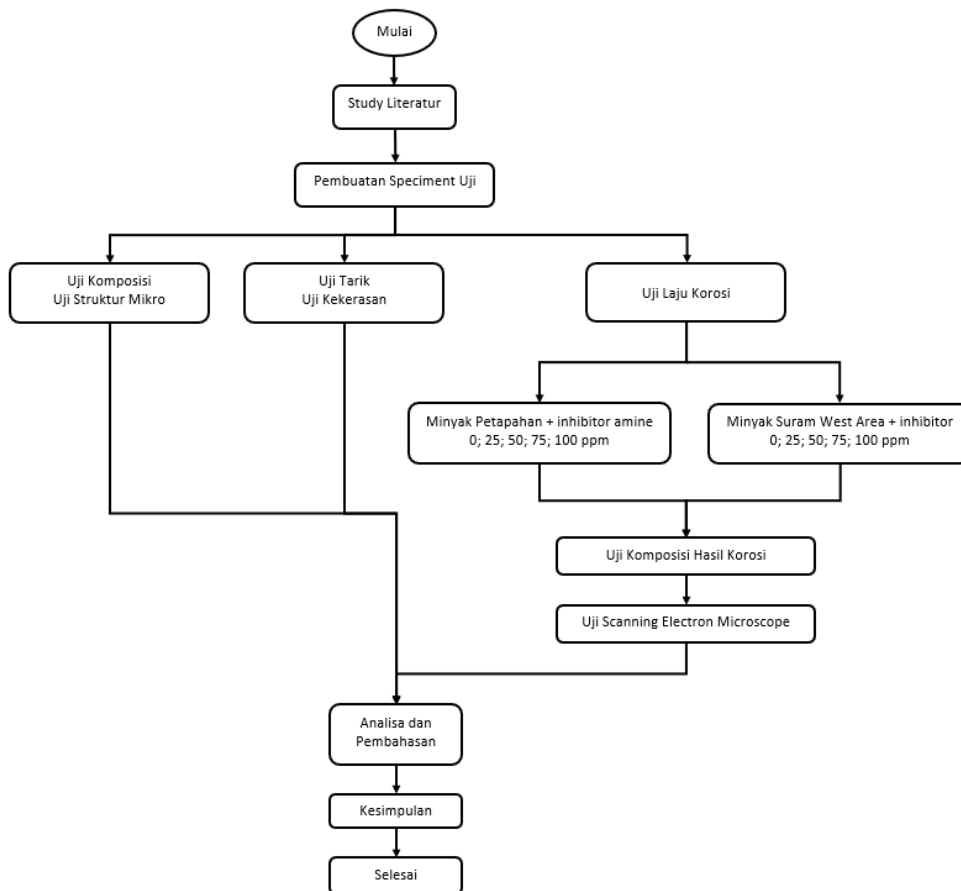 Mulai
Study Literatur
Pembuatan Speciment Uji
Uji Komposisi
Uji Struktur Mikro
Uji Tarik
Uji Kekerasan
Uji Laju Korosi
Minyak Petapahan + inhibitor amine
0; 25; 50; 75; 100 ppm
Minyak Suram West Area + inhibitor
0; 25; 50; 75; 100 ppm
Uji Komposisi Hasil Korosi
Uji Scanning Electron Microscope
Analisa dan
Pembahasan
Kesimpulan
Selesai